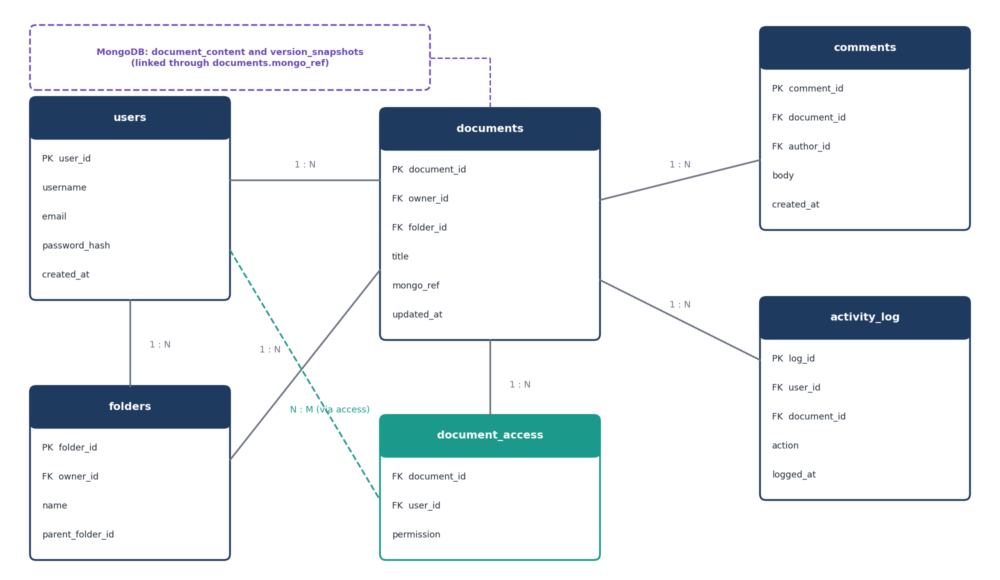 MongoDB: document_content and version_snapshots
(linked through documents.mongo_ref)
users
PK  user_id
username
email
password_hash
created_at
1 : N
documents
PK  document_id
FK  owner_id
FK  folder_id
title
mongo_ref
updated_at
1 : N
comments
PK  comment_id
FK  document_id
FK  author_id
body
created_at
1 : N
1 : N
1 : N
1 : N
N : M (via access)
folders
PK  folder_id
FK  owner_id
name
parent_folder_id
document_access
FK  document_id
FK  user_id
permission
activity_log
PK  log_id
FK  user_id
FK  document_id
action
logged_at